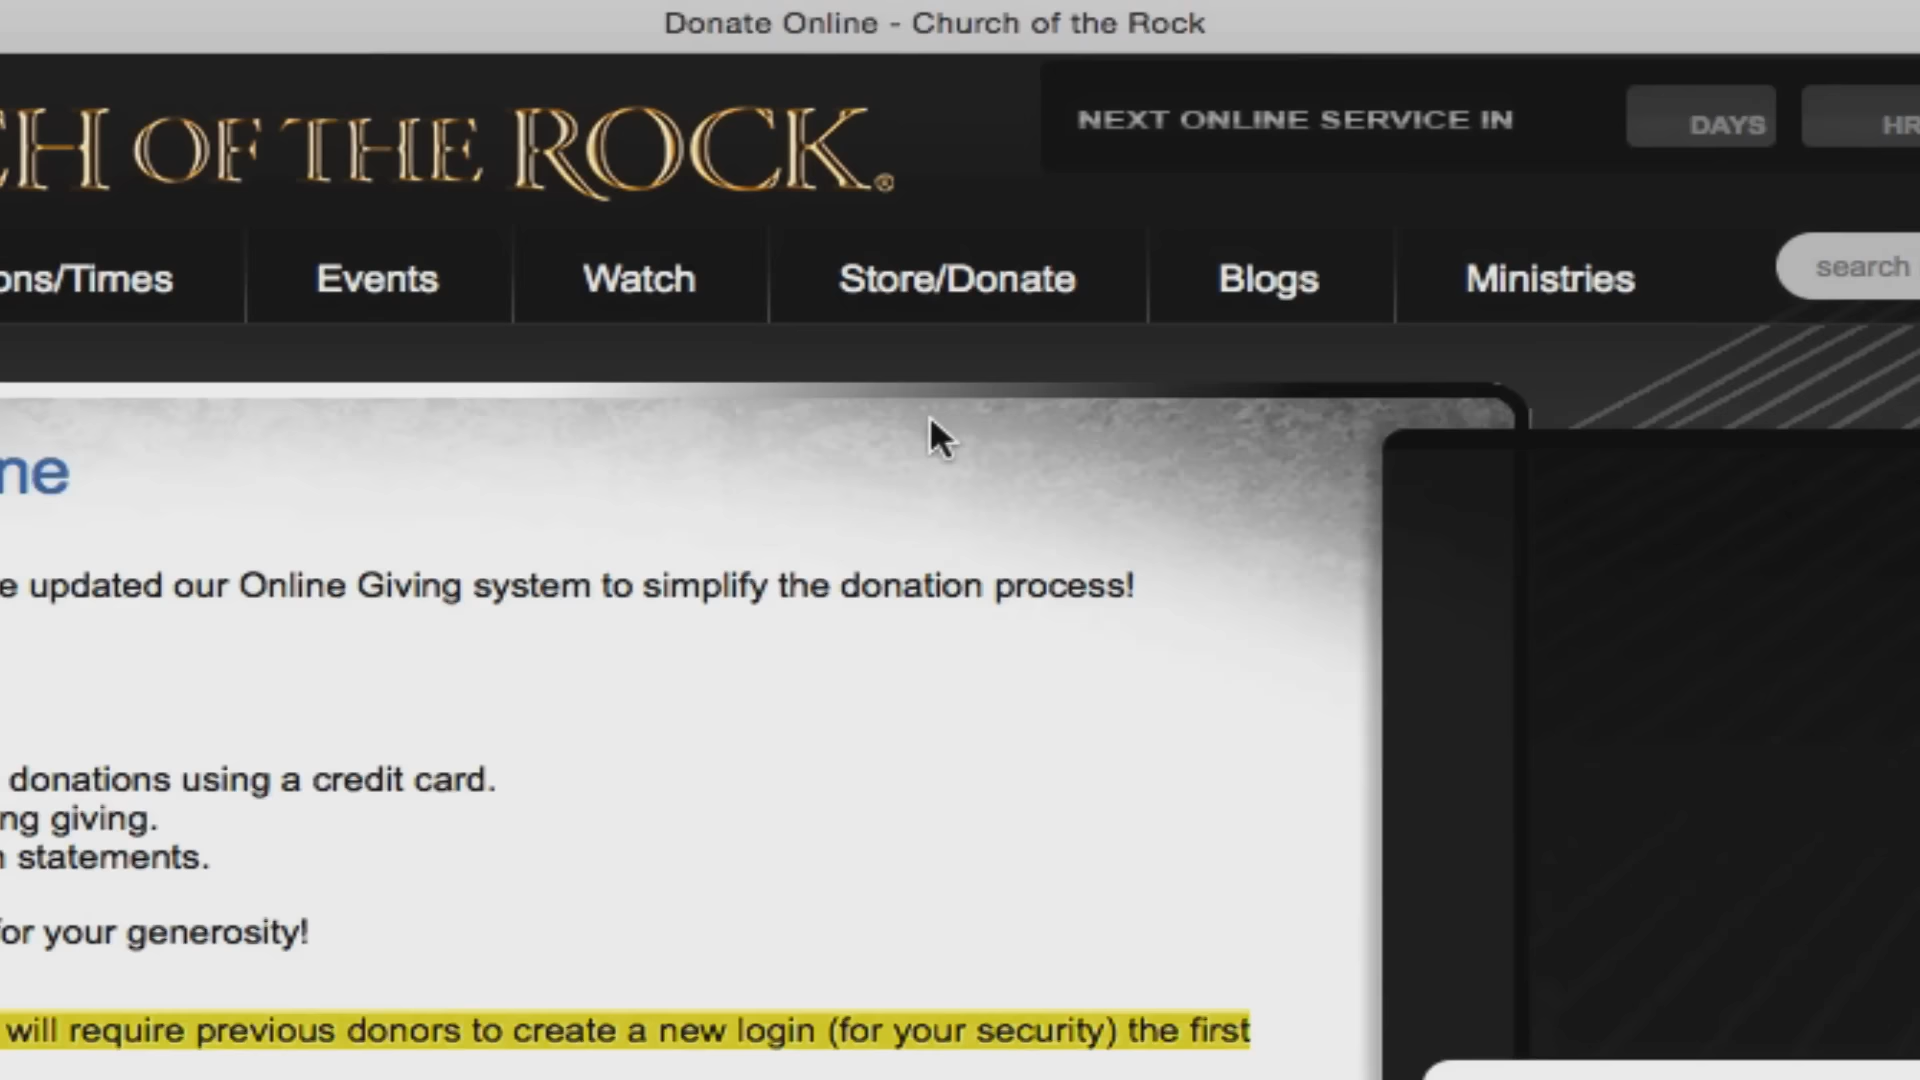 Donate Online - Church of the Rock
CH OF THE ROCK®
NEXT ONLINE SERVICE IN DAYS HR
ons/Times Events Watch Store/Donate Blogs Ministries search
ne
e updated our Online Giving system to simplify the donation process!
donations using a credit card.
ng giving.
n statements.
for your generosity!
will require previous donors to create a new login (for your security) the first